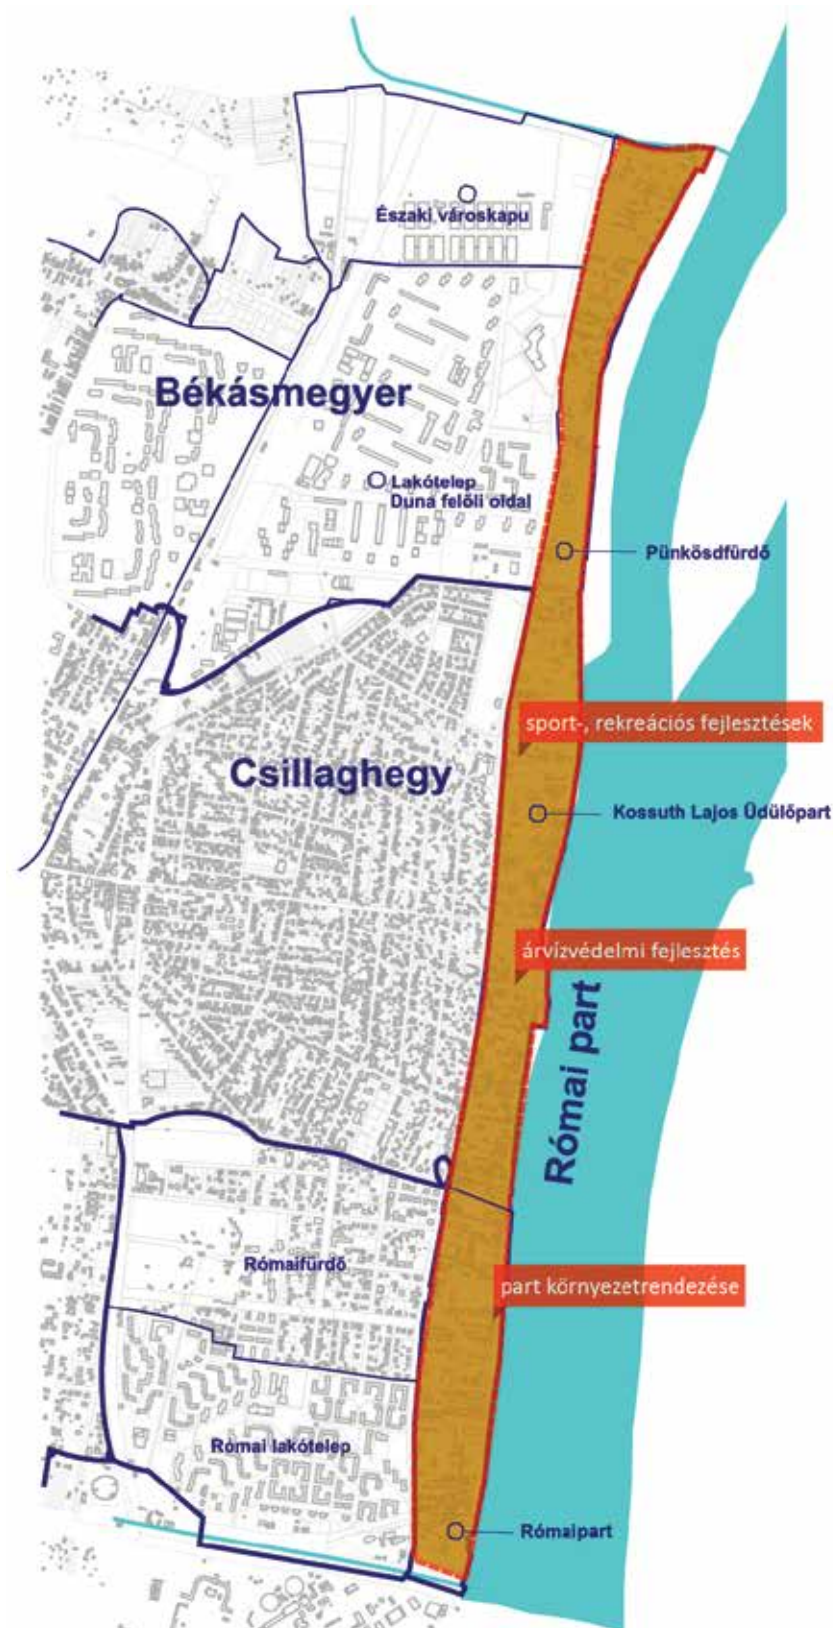 Északi városkapu
Békásmegyer
Lakótelep
Duna felőli oldal
Pünkösdfürdő
sport-, rekreációs fejlesztések
Csillaghegy
Kossuth Lajos Üdülőpart
árvízvédelmi fejlesztés
Római part
Rómaifürdő
part környezetrendezése
Római lakótelep
Rómaipart